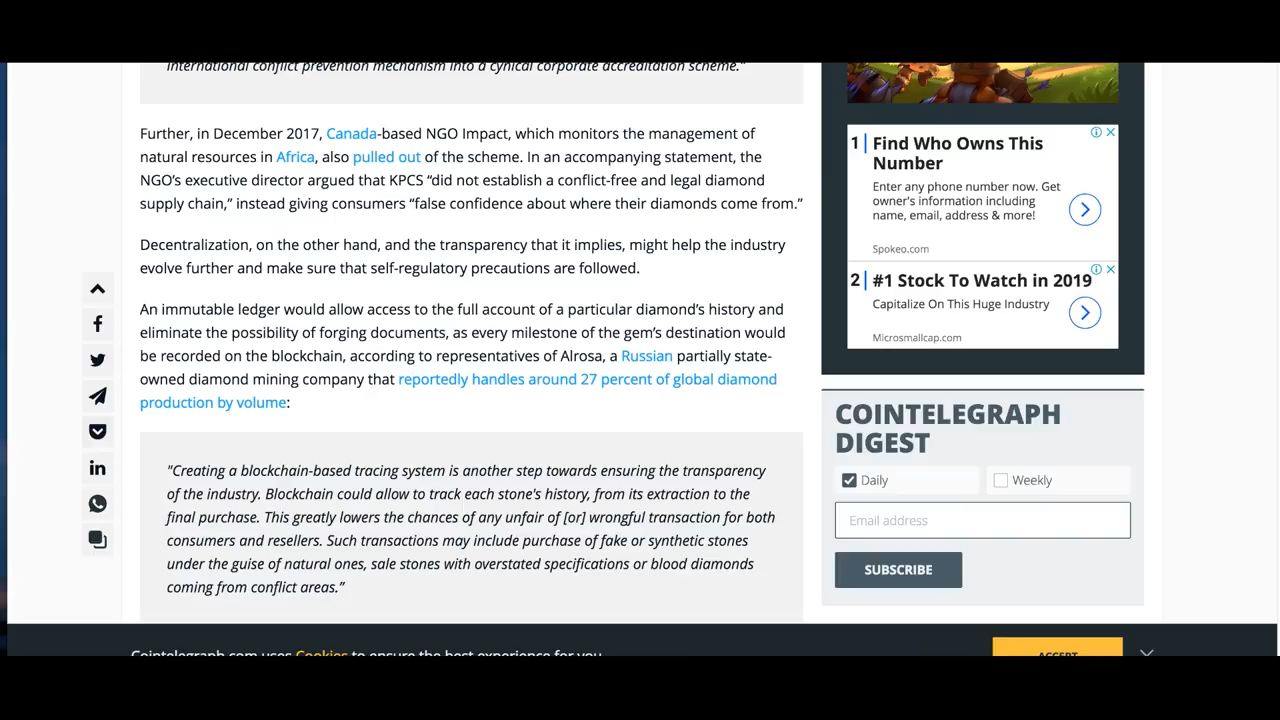 international conflict prevention mechanism into a cynical corporate accreditation scheme."
Further, in December 2017, Canada-based NGO Impact, which monitors the management of
natural resources in Africa, also pulled out of the scheme. In an accompanying statement, the
NGO’s executive director argued that KPCS “did not establish a conflict-free and legal diamond
supply chain,” instead giving consumers “false confidence about where their diamonds come from.”
Decentralization, on the other hand, and the transparency that it implies, might help the industry
evolve further and make sure that self-regulatory precautions are followed.
An immutable ledger would allow access to the full account of a particular diamond’s history and
eliminate the possibility of forging documents, as every milestone of the gem’s destination would
be recorded on the blockchain, according to representatives of Alrosa, a Russian partially state-
owned diamond mining company that reportedly handles around 27 percent of global diamond
production by volume:
"Creating a blockchain-based tracing system is another step towards ensuring the transparency
of the industry. Blockchain could allow to track each stone's history, from its extraction to the
final purchase. This greatly lowers the chances of any unfair of [or] wrongful transaction for both
consumers and resellers. Such transactions may include purchase of fake or synthetic stones
under the guise of natural ones, sale stones with overstated specifications or blood diamonds
coming from conflict areas.”
1 Find Who Owns This
Number
Enter any phone number now. Get
owner's information including
name, email, address & more!
Spokeo.com
2 #1 Stock To Watch in 2019
Capitalize On This Huge Industry
Microsmallcap.com
COINTELEGRAPH
DIGEST
Daily
Weekly
Email address
SUBSCRIBE
Cointelegraph.com uses Cookies to ensure the best experience for you
ACCEPT